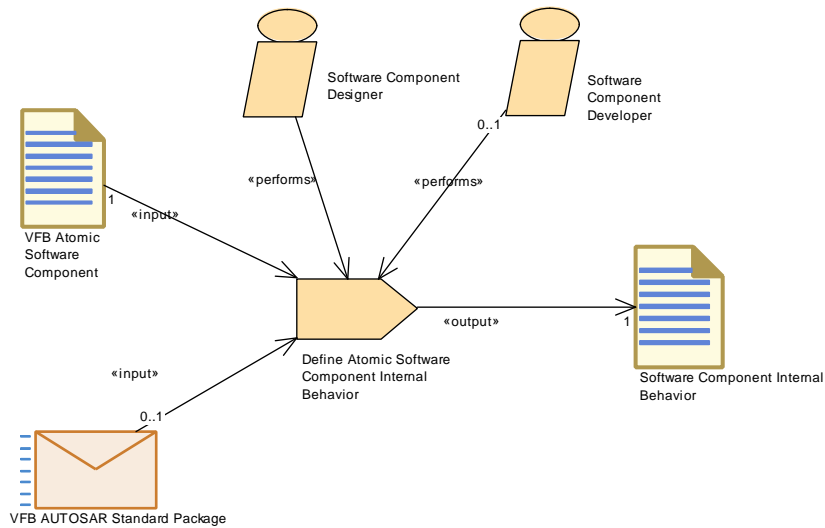 Software Component
Designer
Software
Component
Developer
0..1
«performs»
«performs»
1
«input»
VFB Atomic
Software
Component
«output»
1
Define Atomic Software
Component Internal
Behavior
Software Component Internal
Behavior
«input»
0..1
VFB AUTOSAR Standard Package